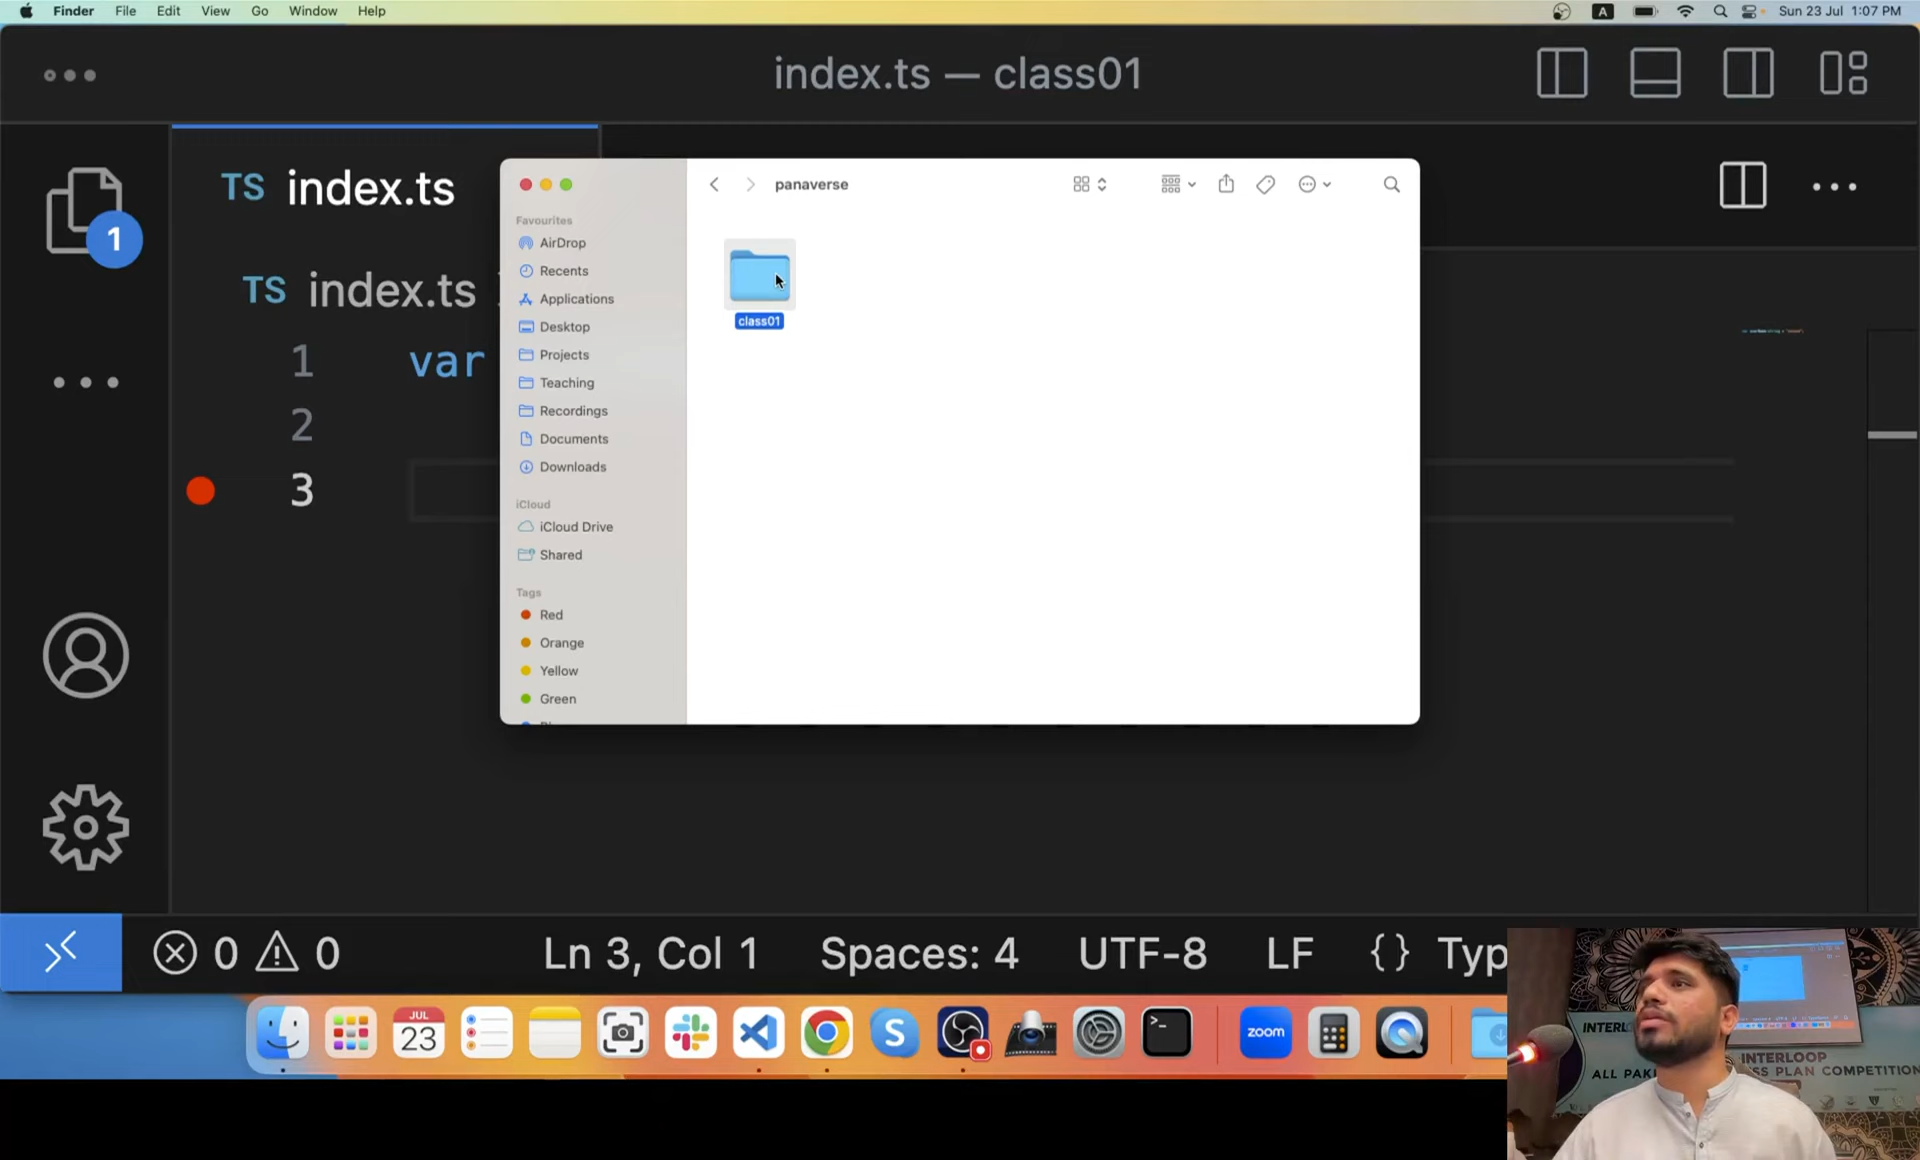 Finder File Edit View Go Window Help
A Sun 23 Jul 1:07 PM
index.ts — class01
TS index.ts
1
TS index.ts
1 var
2
3
panaverse
class01
Favourites
AirDrop
Recents
Applications
Desktop
Projects
Teaching
Recordings
Documents
Downloads
iCloud
iCloud Drive
Shared
Tags
Red
Orange
Yellow
Green
0 0 Ln 3, Col 1 Spaces: 4 UTF-8 LF {} Typ
JUL
23
zoom
INTERLOOP
ALL PAK
PLAN COMPETITION